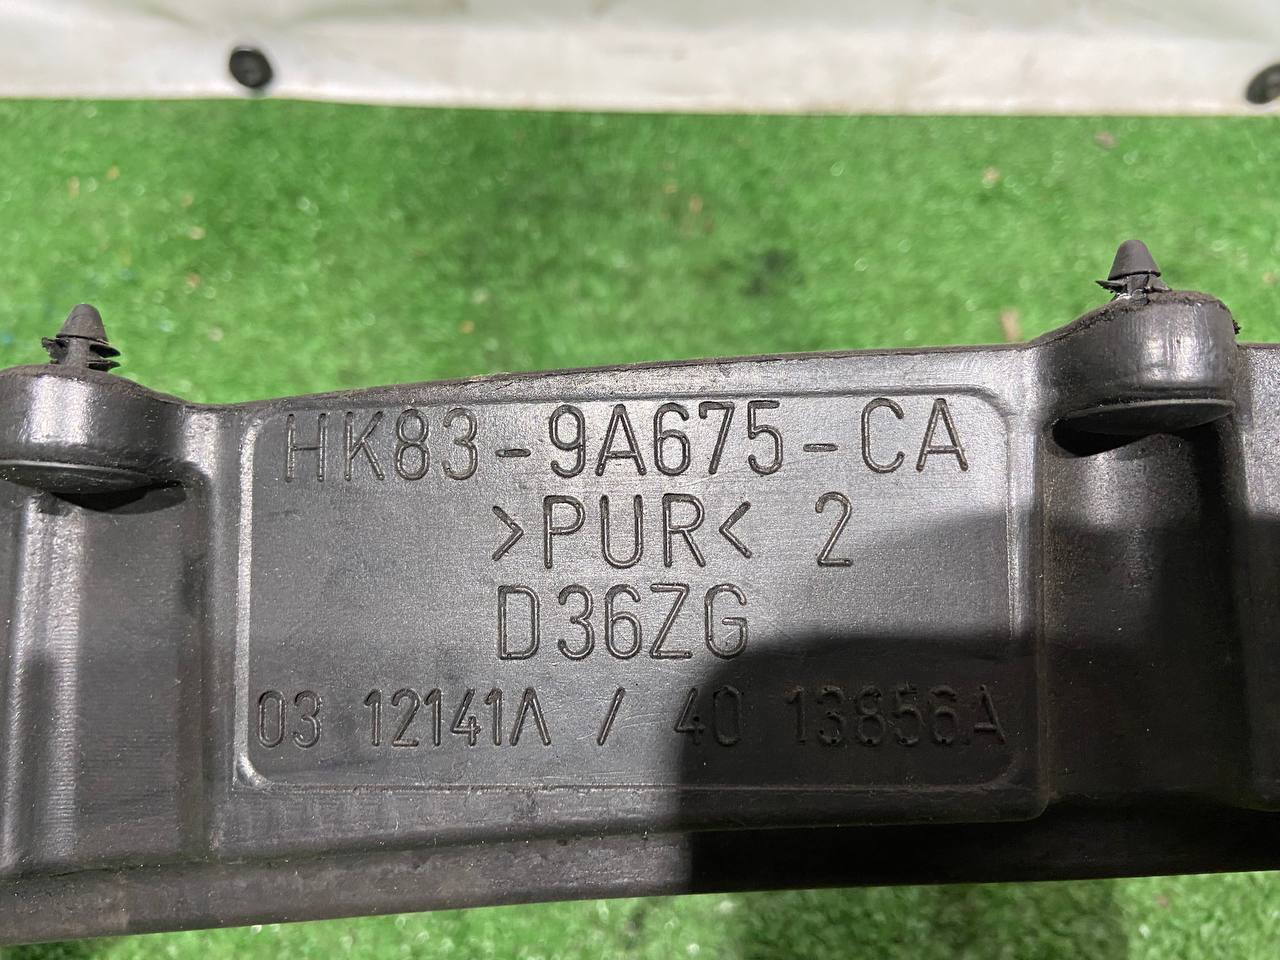 HK83-9A675-CA
>PUR< 2
D36ZG
03 12141A / 40 13856A